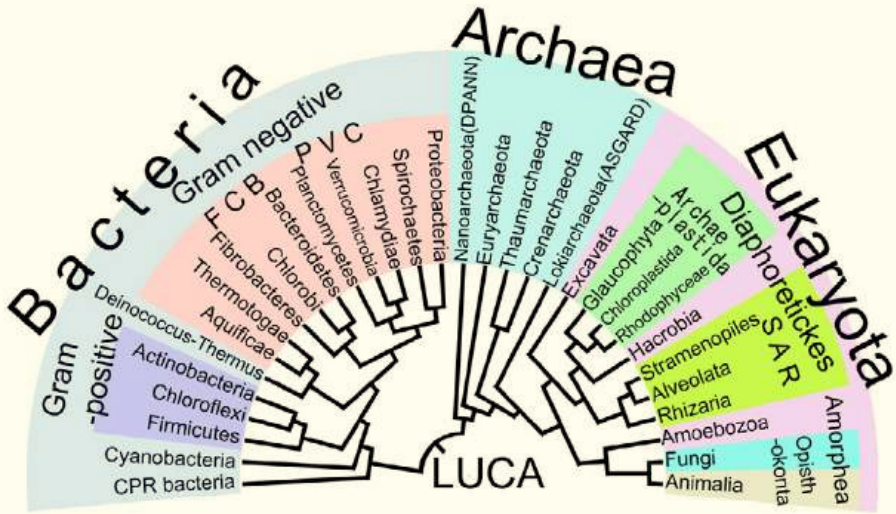 Bacteria
Archaea
Eukaryota
Gram negative
Gram
-positive
CPR bacteria
Cyanobacteria
Firmicutes
Chloroflexi
Actinobacteria
Deinococcus-Thermus
Aquificae
Thermotogae
F C B
Fibrobacteres
Chlorobi
Bacteroidetes
P V C
Planctomycetes
Verrucomicrobia
Chlamydiae
Spirochaetes
Proteobacteria
Nanoarchaeota(DPANN)
Euryarchaeota
Thaumarchaeota
Crenarchaeota
Lokiarchaeota(ASGARD)
Excavata
Diaphoretickes
Archae
-plastida
Glaucophyta
Chloroplastida
Rhodophyceae
Hacrobia
S A R
Stramenopiles
Alveolata
Rhizaria
Amorphea
Amoebozoa
Opisth
-okonta
Fungi
Animalia
LUCA